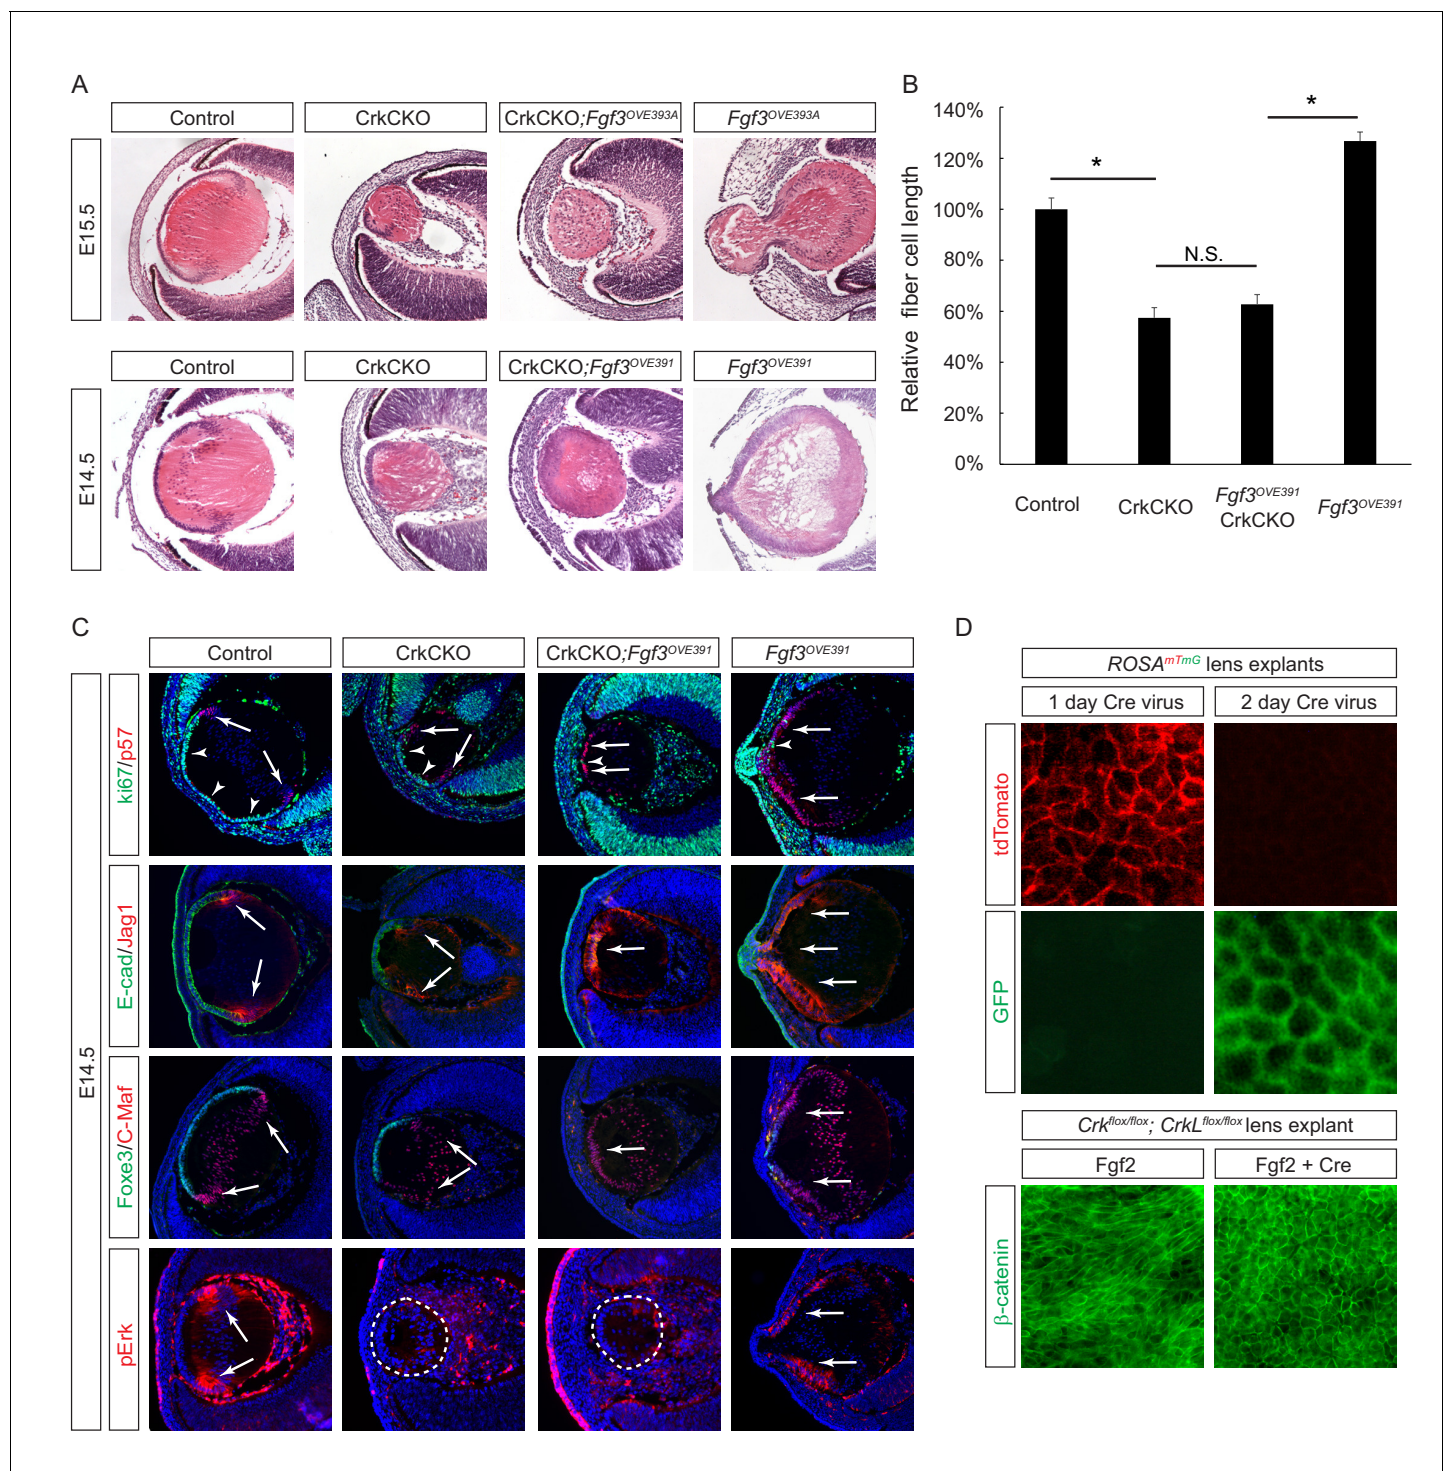 A
Control
CrkCKO
CrkCKO;Fgf3OVE393A
Fgf3OVE393A
E15.5
Control
CrkCKO
CrkCKO;Fgf3OVE391
Fgf3OVE391
E14.5
B
Relative fiber cell length
140%
120%
100%
80%
60%
40%
20%
0%
*
N.S.
*
Control
CrkCKO
Fgf3OVE391
CrkCKO
Fgf3OVE391
C
Control
CrkCKO
CrkCKO;Fgf3OVE391
Fgf3OVE391
E14.5
ki67/p57
E-cad/Jag1
Foxe3/C-Maf
pErk
D
ROSAmTmG lens explants
1 day Cre virus
2 day Cre virus
tdTomato
GFP
Crkflox/flox; CrkLflox/flox lens explant
Fgf2
Fgf2 + Cre
β-catenin